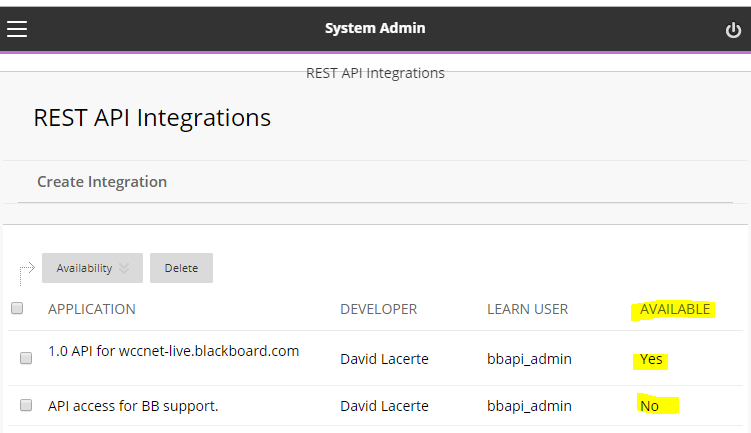 System Admin
REST API Integrations
REST API Integrations
Create Integration
Availability Delete
APPLICATION DEVELOPER LEARN USER AVAILABLE
1.0 API for wccnet-live.blackboard.com David Lacerte bbapi_admin Yes
API access for BB support. David Lacerte bbapi_admin No